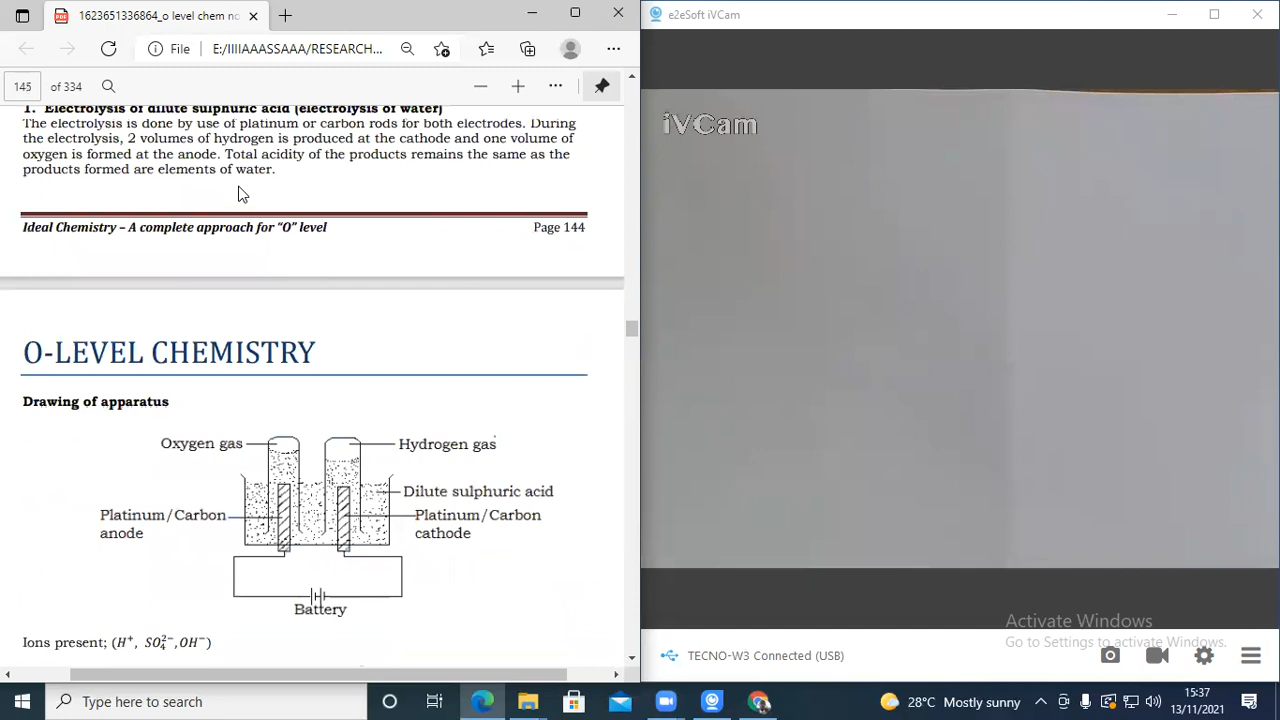 1623651336864_o level chem no
File
E:/IIIIAAASSAAA/RESEARCH...
145
of 334
1. Electrolysis of dilute sulphuric acid (electrolysis of water)
The electrolysis is done by use of platinum or carbon rods for both electrodes. During
the electrolysis, 2 volumes of hydrogen is produced at the cathode and one volume of
oxygen is formed at the anode. Total acidity of the products remains the same as the
products formed are elements of water.
Ideal Chemistry – A complete approach for “O” level
Page 144
O-LEVEL CHEMISTRY
Drawing of apparatus
Oxygen gas
Hydrogen gas
Dilute sulphuric acid
Platinum/Carbon
anode
Platinum/Carbon
cathode
Battery
Ions present; (H⁺, SO₄²⁻,OH⁻)
e2eSoft iVCam
iVCam
Activate Windows
Go to Settings to activate Windows.
TECNO-W3 Connected (USB)
Type here to search
28°C Mostly sunny
15:37
13/11/2021